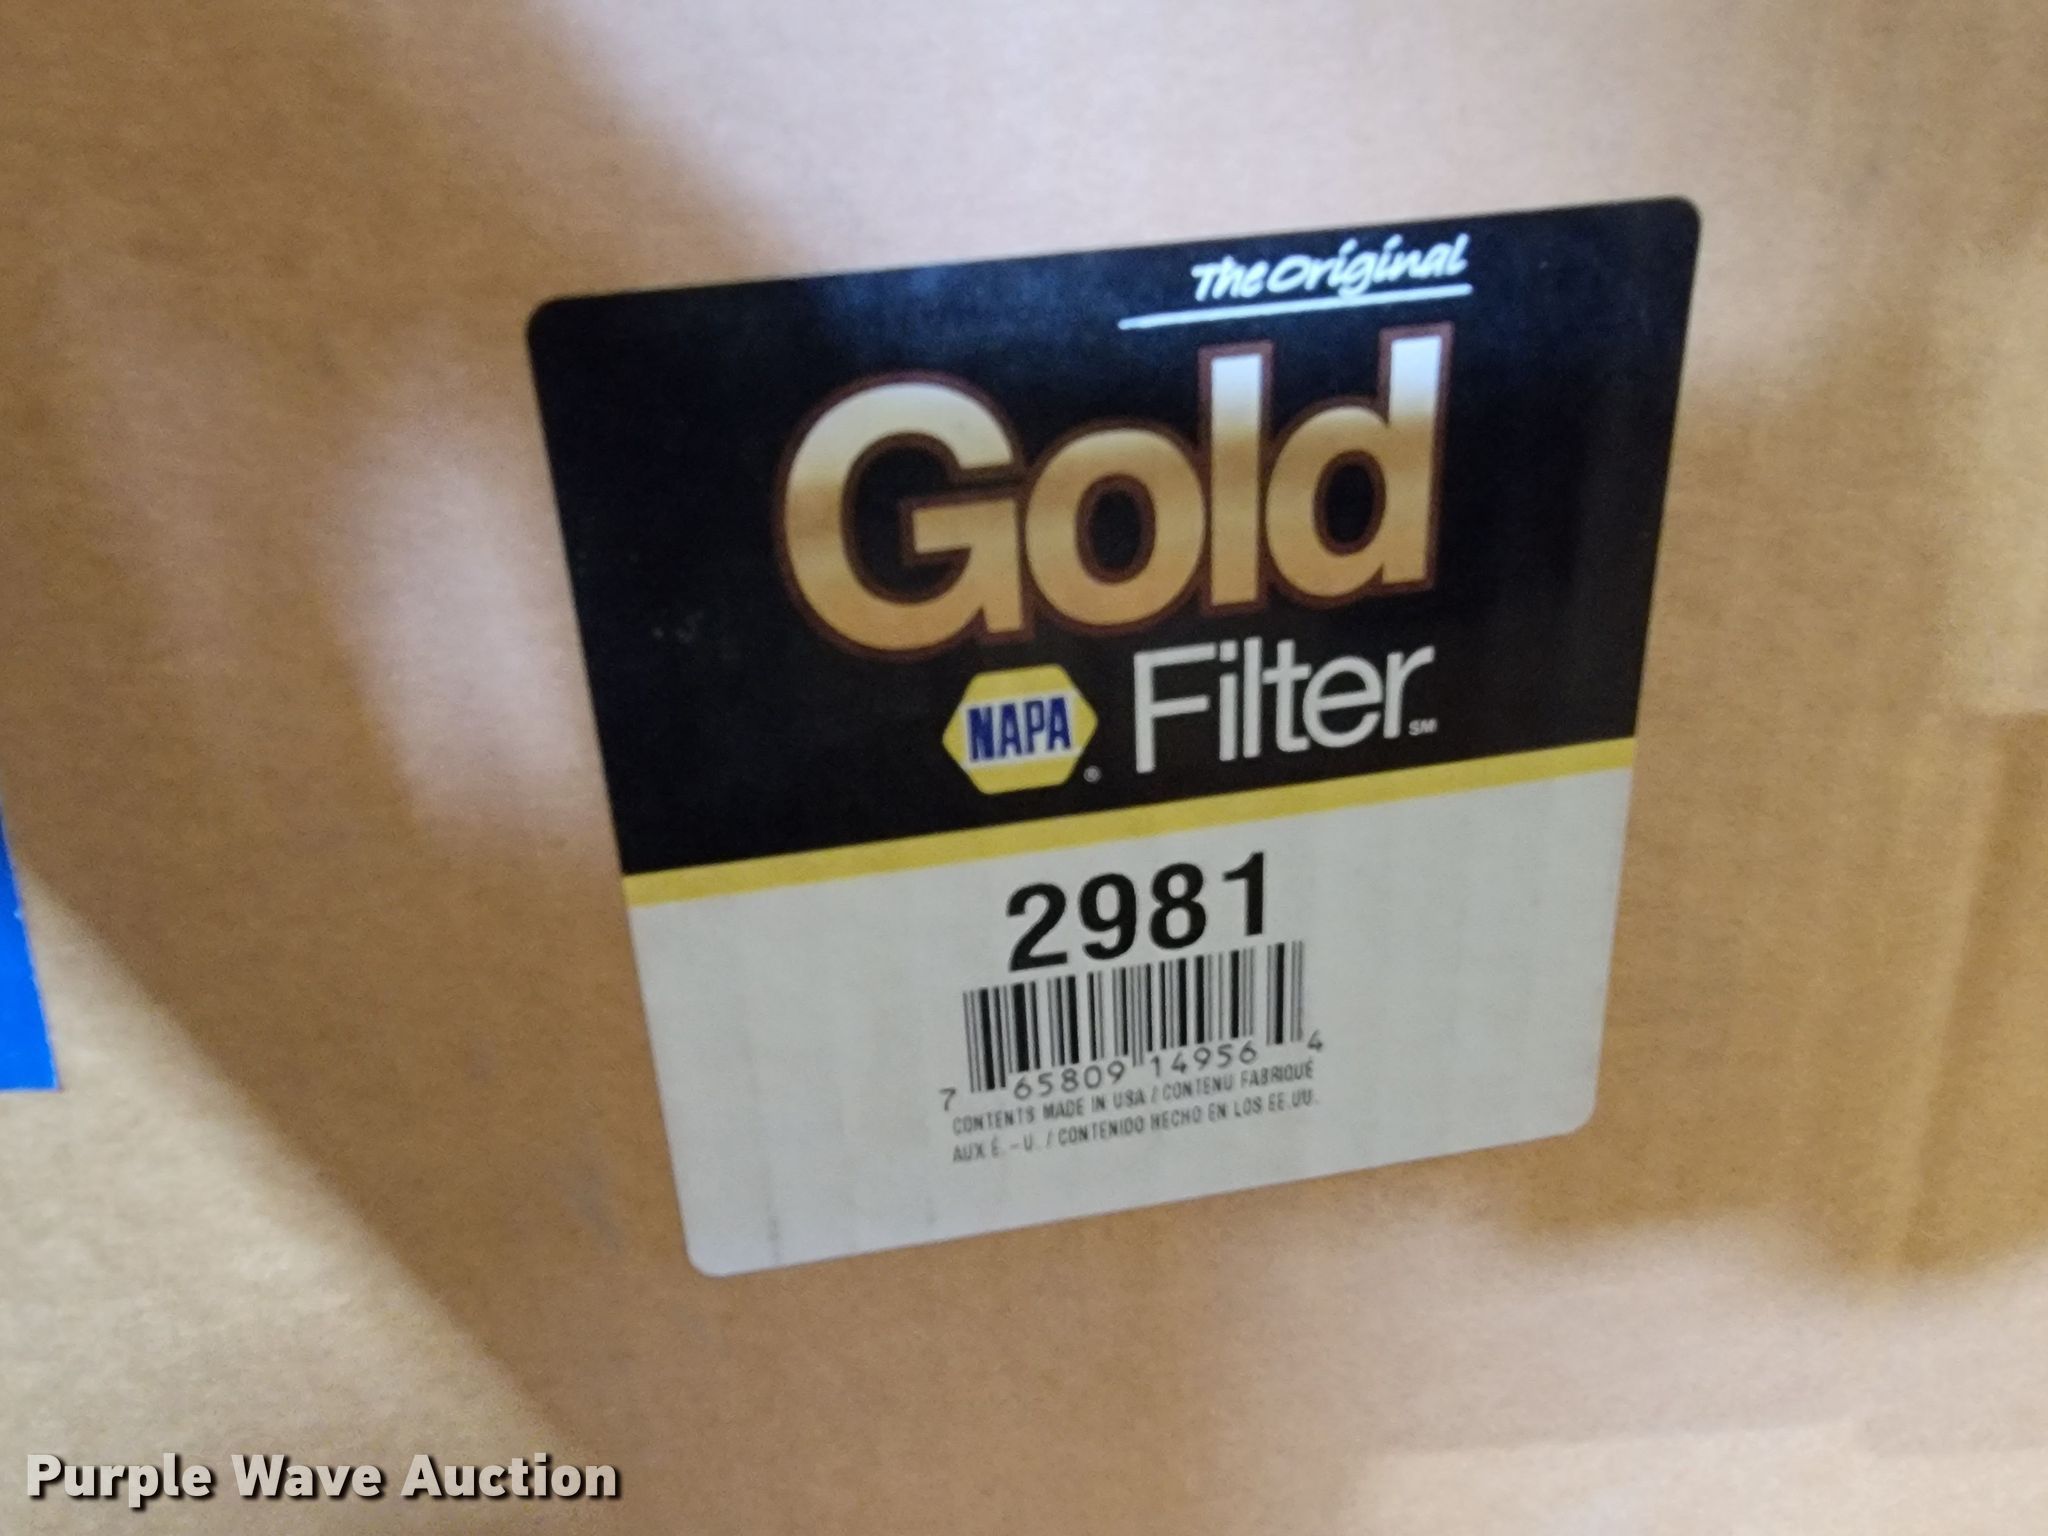 The Original
Gold
NAPA® Filter℠
2981
7 65809 14956 4
CONTENTS MADE IN USA / CONTENU FABRIQUÉ
AUX É. - U. / CONTENIDO HECHO EN LOS EE.UU.
Purple Wave Auction